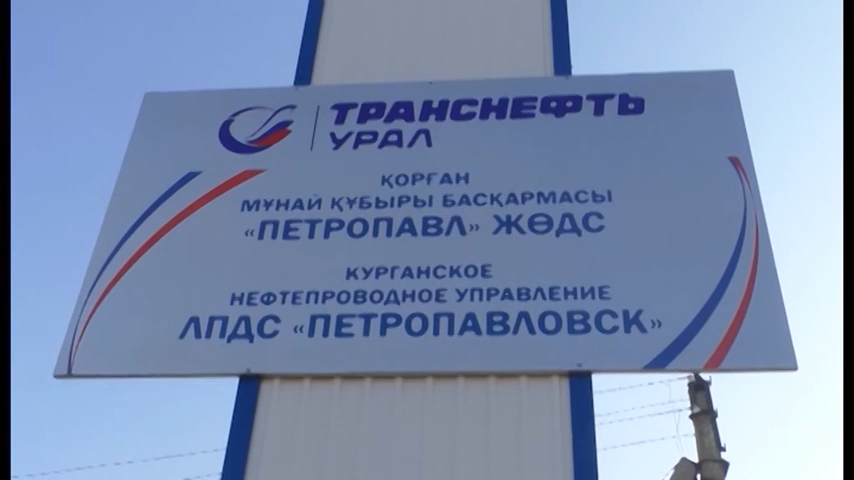 ТРАНСНЕФТЬ
УРАЛ
ҚОРҒАН
МҰНАЙ ҚҰБЫРЫ БАСҚАРМАСЫ
«ПЕТРОПАВЛ» ЖӨДС
КУРГАНСКОЕ
НЕФТЕПРОВОДНОЕ УПРАВЛЕНИЕ
ЛПДС «ПЕТРОПАВЛОВСК»